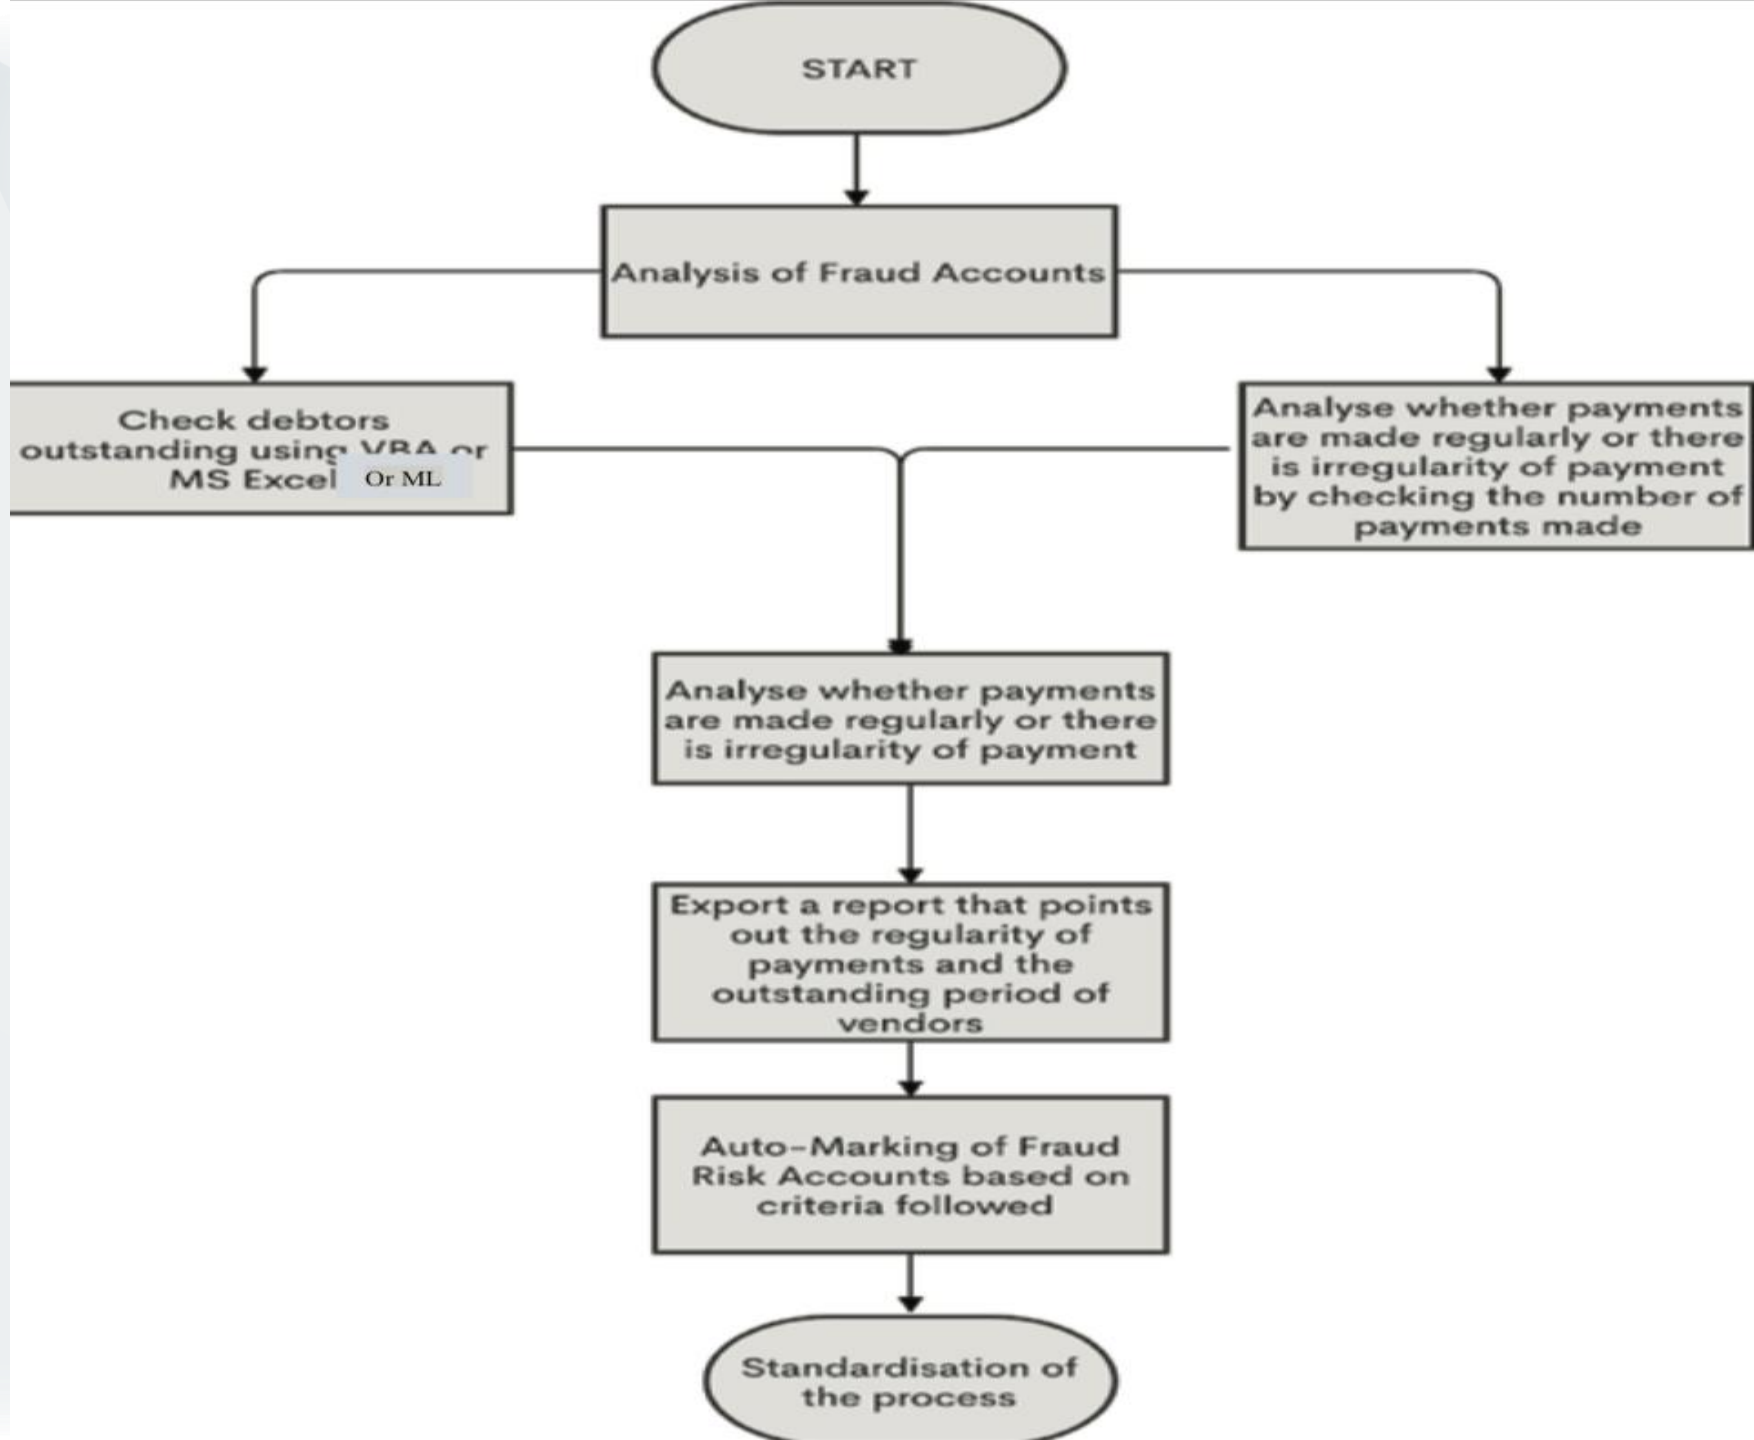 START
Analysis of Fraud Accounts
Check debtors
outstanding using VBA or
MS Excel
Or ML
Analyse whether payments
are made regularly or there
is irregularity of payment
by checking the number of
payments made
Analyse whether payments
are made regularly or there
is irregularity of payment
Export a report that points
out the regularity of
payments and the
outstanding period of
vendors
Auto-Marking of Fraud
Risk Accounts based on
criteria followed
Standardisation of
the process